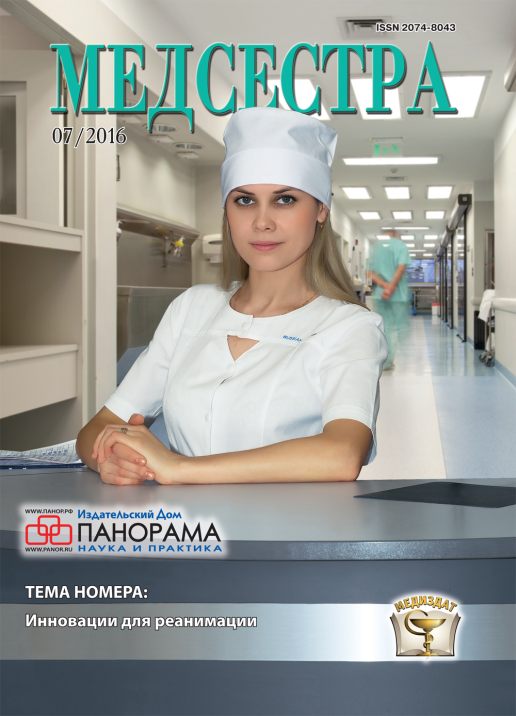 ISSN 2074-8043
МЕДСЕСТРА
07/2016
WWW.ПАНОР.РФ
WWW.PANOR.RU
Издательский Дом
ПАНОРАМА
НАУКА И ПРАКТИКА
ТЕМА НОМЕРА:
Инновации для реанимации
МЕДИЗДАТ